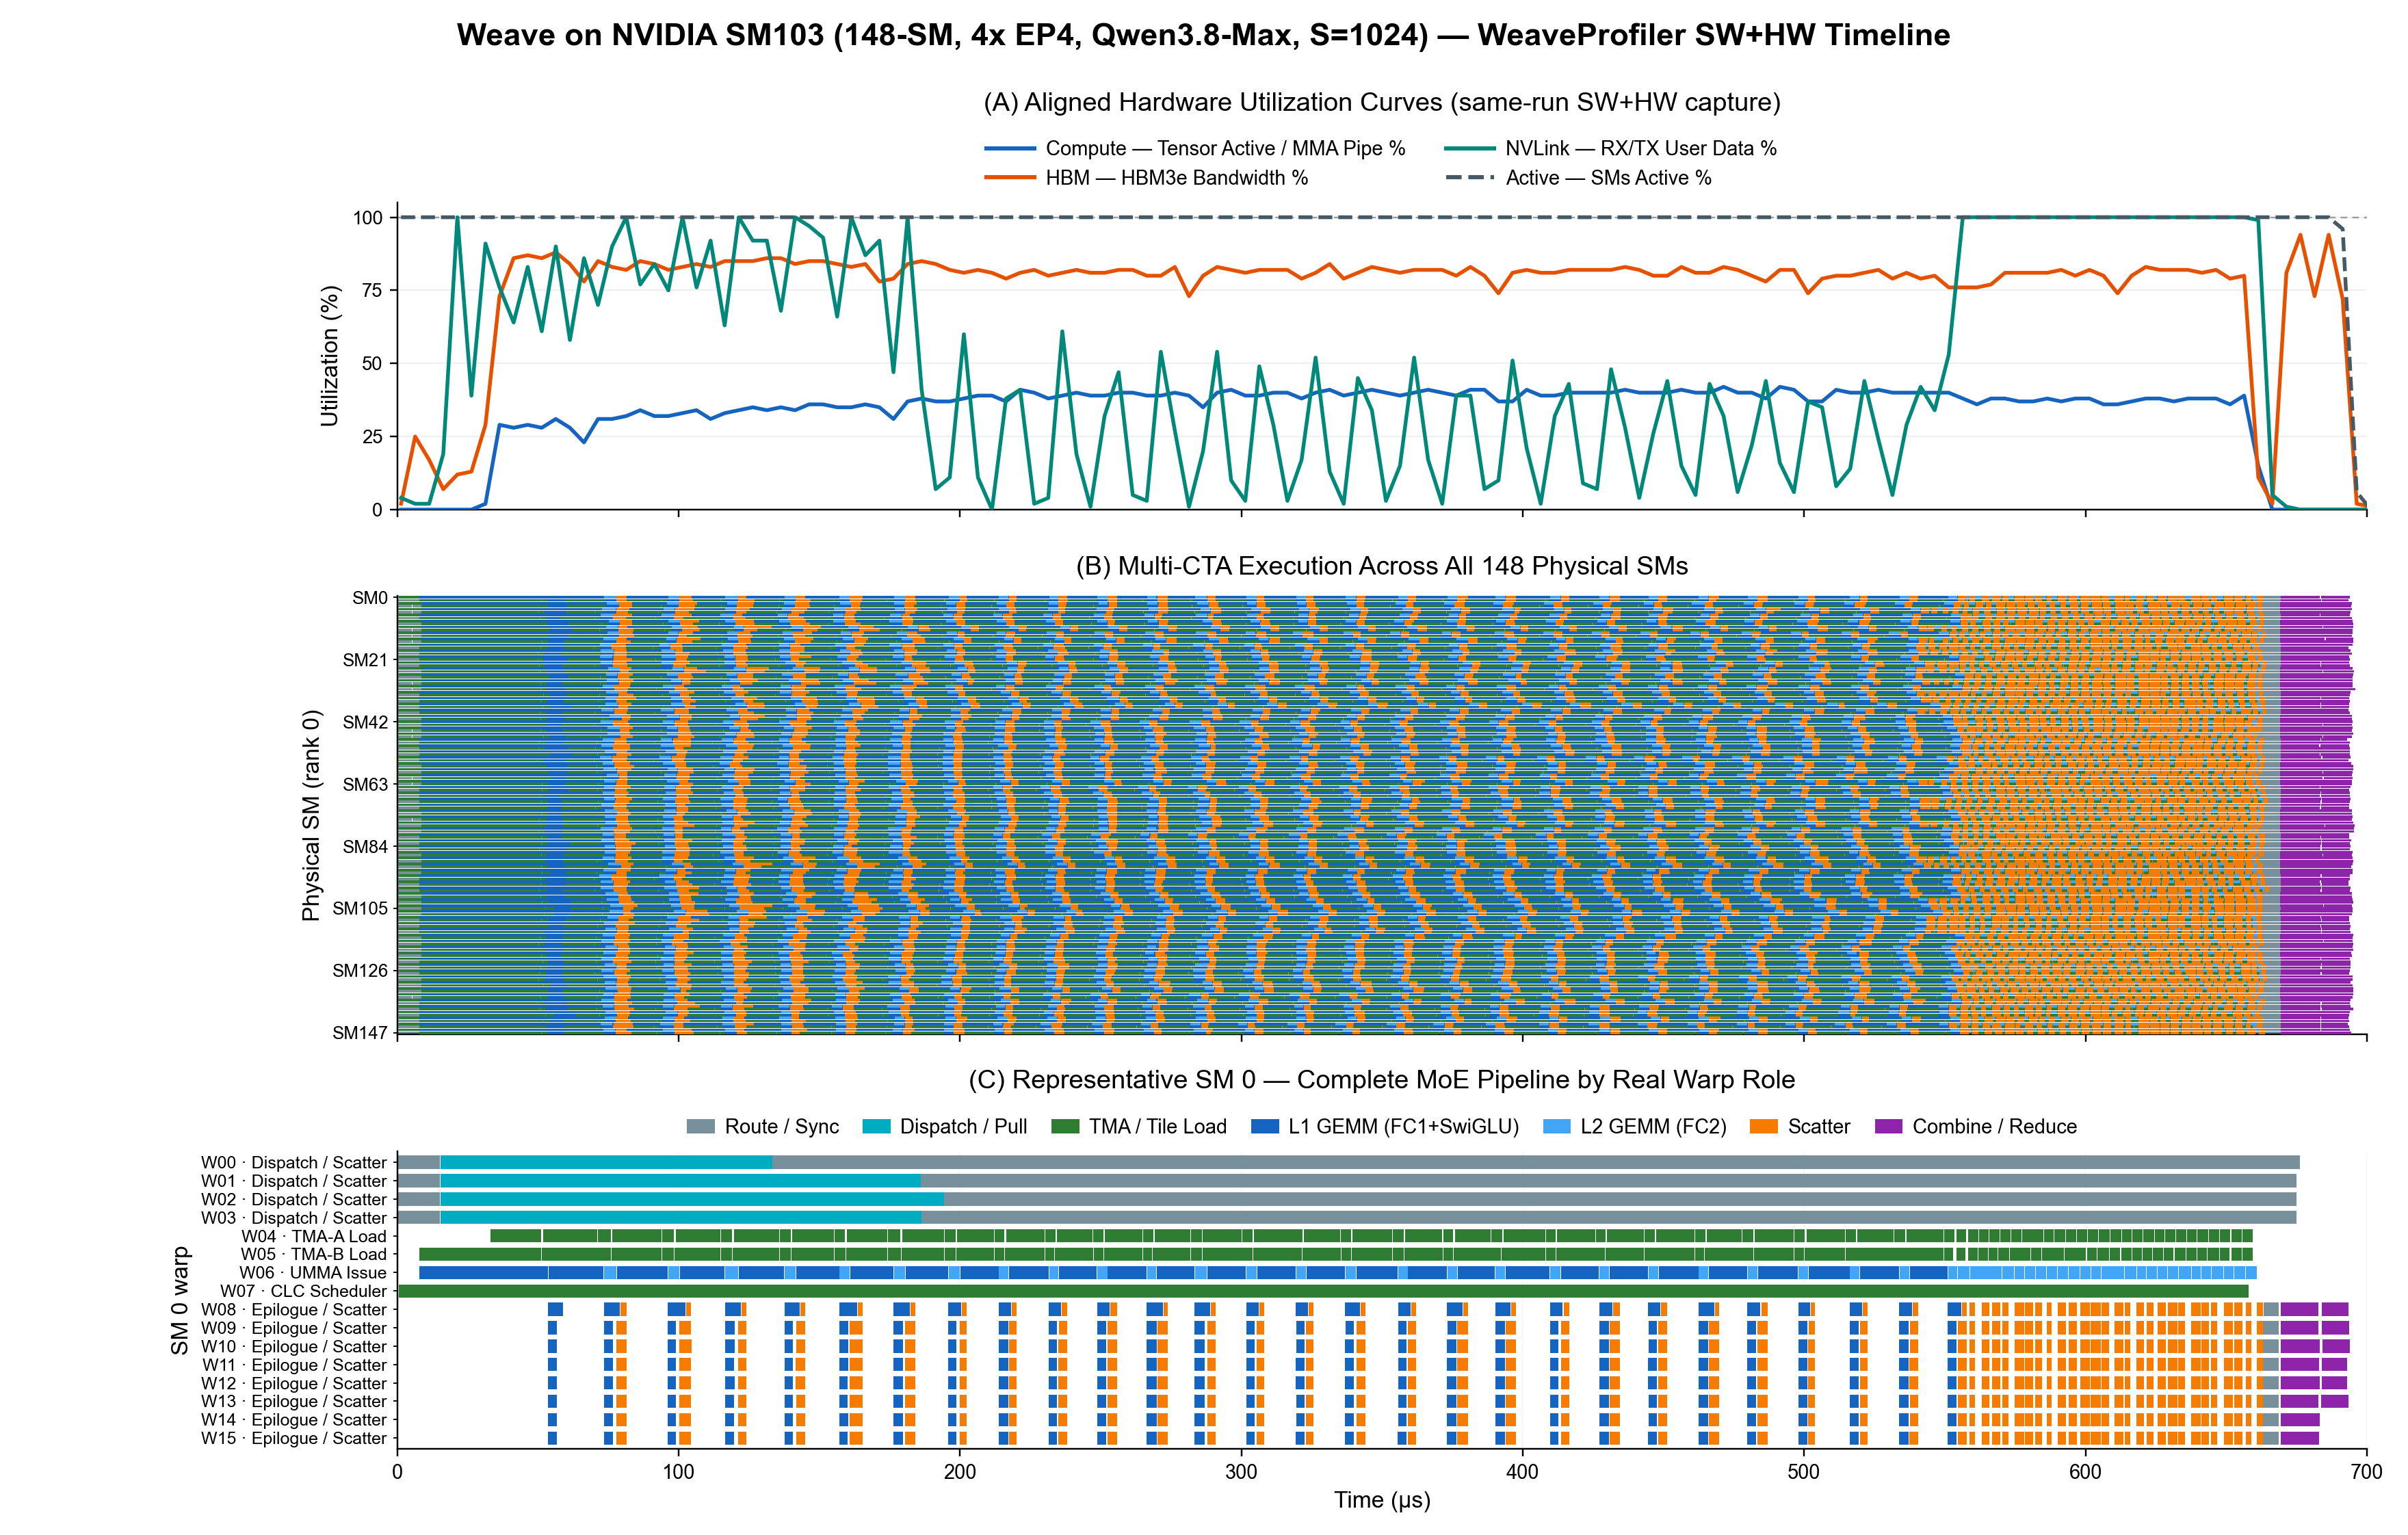 Weave on NVIDIA SM103 (148-SM, 4x EP4, Qwen3.8-Max, S=1024) — WeaveProfiler SW+HW Timeline
(A) Aligned Hardware Utilization Curves (same-run SW+HW capture)
Compute — Tensor Active / MMA Pipe %
NVLink — RX/TX User Data %
HBM — HBM3e Bandwidth %
Active — SMs Active %
Utilization (%)
100
75
50
25
0
(B) Multi-CTA Execution Across All 148 Physical SMs
Physical SM (rank 0)
SM0
SM21
SM42
SM63
SM84
SM105
SM126
SM147
(C) Representative SM 0 — Complete MoE Pipeline by Real Warp Role
Route / Sync
Dispatch / Pull
TMA / Tile Load
L1 GEMM (FC1+SwiGLU)
L2 GEMM (FC2)
Scatter
Combine / Reduce
SM 0 warp
W00 · Dispatch / Scatter
W01 · Dispatch / Scatter
W02 · Dispatch / Scatter
W03 · Dispatch / Scatter
W04 · TMA-A Load
W05 · TMA-B Load
W06 · UMMA Issue
W07 · CLC Scheduler
W08 · Epilogue / Scatter
W09 · Epilogue / Scatter
W10 · Epilogue / Scatter
W11 · Epilogue / Scatter
W12 · Epilogue / Scatter
W13 · Epilogue / Scatter
W14 · Epilogue / Scatter
W15 · Epilogue / Scatter
0
100
200
300
400
500
600
700
Time (μs)